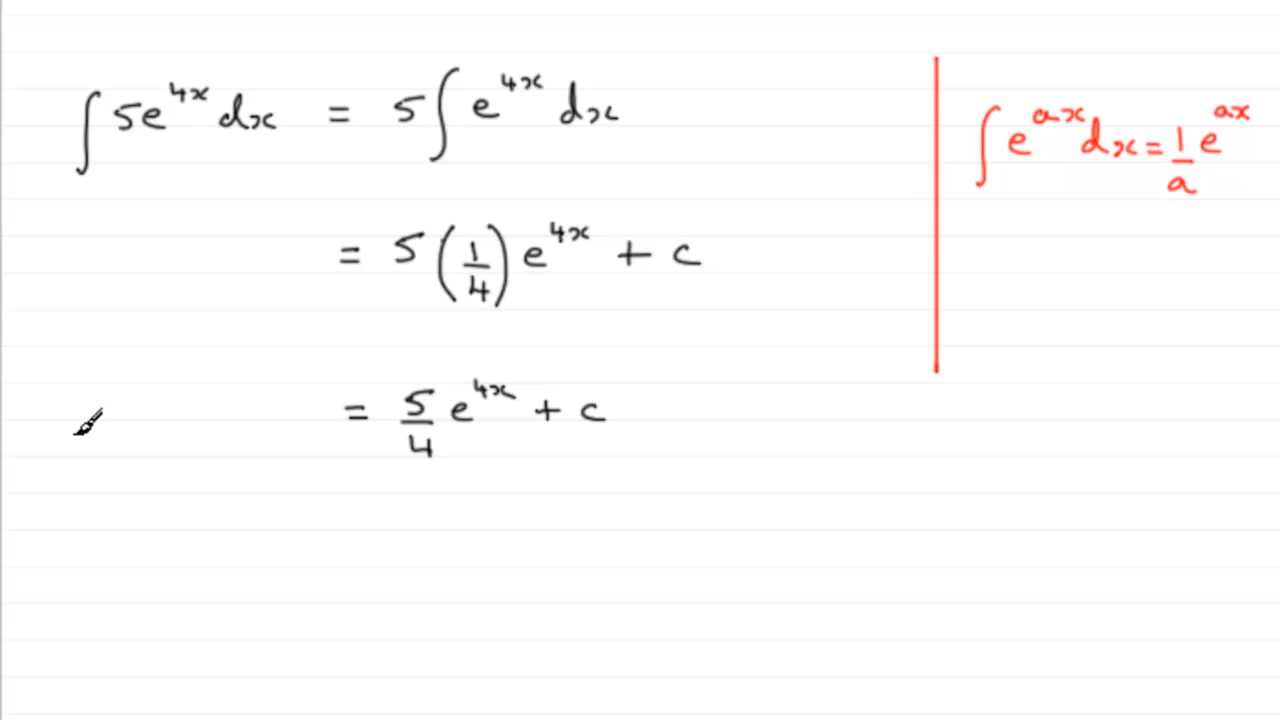 ∫ 5e^{4x} dx = 5 ∫ e^{4x} dx
= 5 (1/4) e^{4x} + c
= 5/4 e^{4x} + c
∫ e^{ax} dx = 1/a e^{ax}